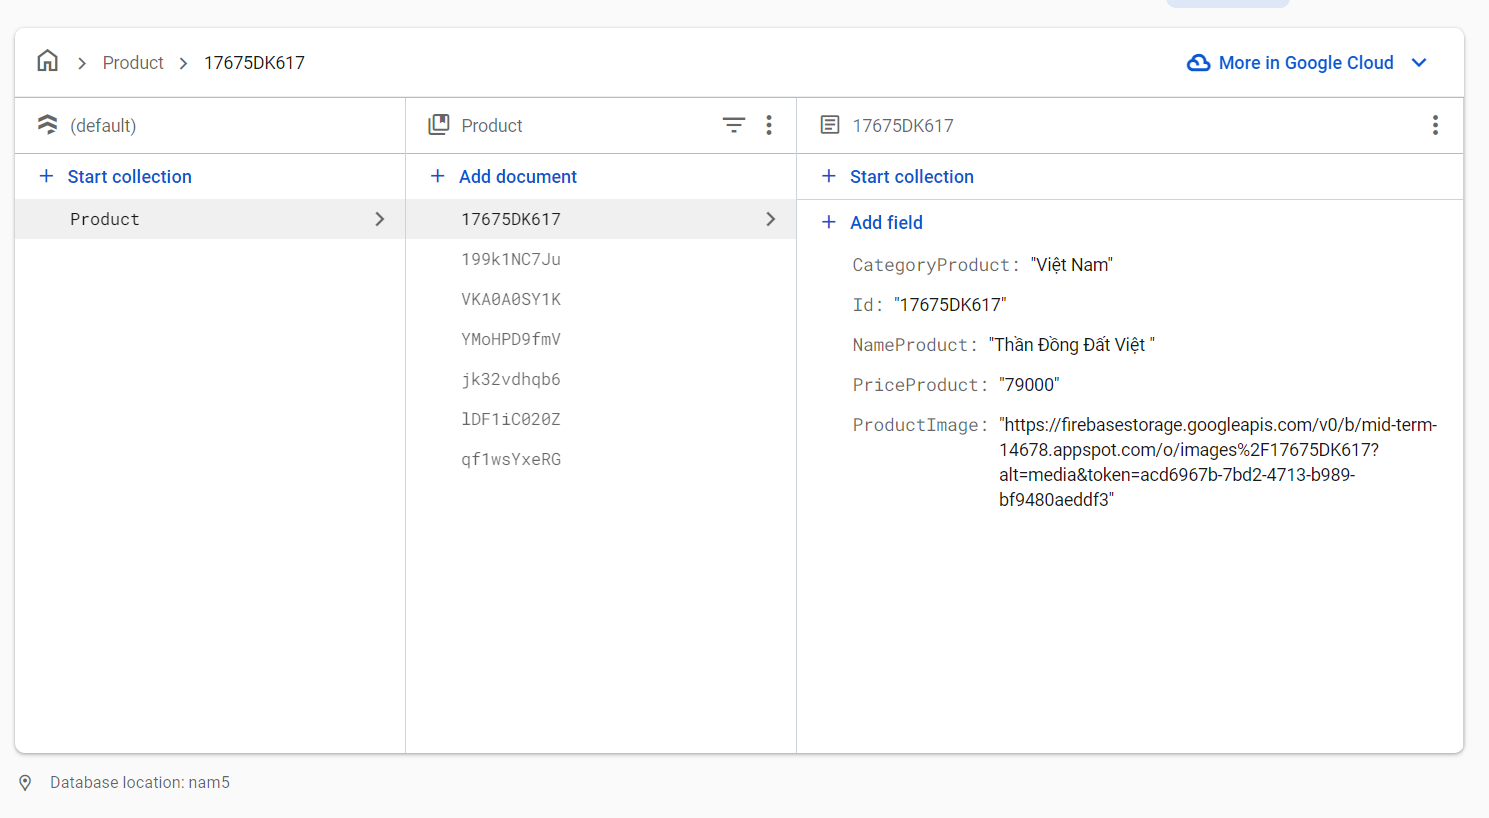 Product 17675DK617
More in Google Cloud
(default)
Product
17675DK617
+ Start collection
+ Add document
+ Start collection
Product
17675DK617
199k1NC7Ju
VKA0A0SY1K
YMoHPD9fmV
jk32vdhqb6
lDF1iC020Z
qf1wsYxeRG
+ Add field
CategoryProduct: "Việt Nam"
Id: "17675DK617"
NameProduct: "Thần Đồng Đất Việt "
PriceProduct: "79000"
ProductImage: "https://firebasestorage.googleapis.com/v0/b/mid-term-
14678.appspot.com/o/images%2F17675DK617?
alt=media&token=acd6967b-7bd2-4713-b989-
bf9480aeddf3"
Database location: nam5